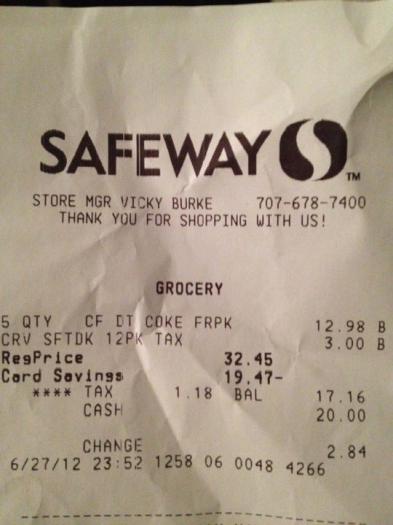 SAFEWAY TM
STORE MGR VICKY BURKE 707-678-7400
THANK YOU FOR SHOPPING WITH US!
GROCERY
5 QTY CF DT COKE FRPK 12.98 B
CRV SFTDK 12PK TAX 3.00 B
RegPrice 32.45
Card Savings 19.47-
**** TAX 1.18 BAL 17.16
CASH 20.00
CHANGE 2.84
6/27/12 23:52 1258 06 0048 4266